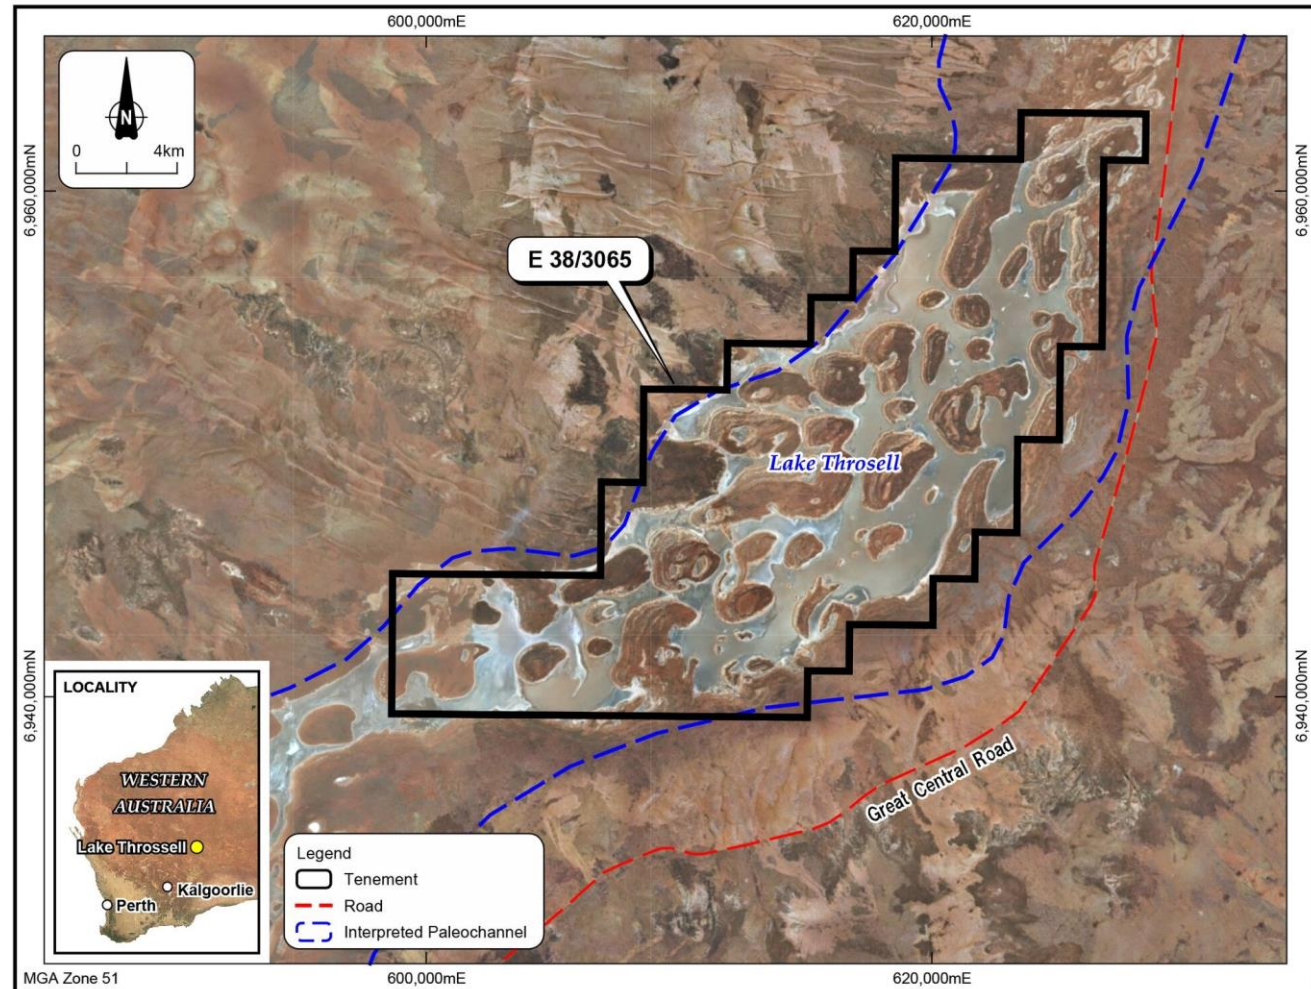 600,000mE
620,000mE
N
0 4km
6,960,000mN
6,960,000mN
E 38/3065
Lake Throsell
6,940,000mN
6,940,000mN
LOCALITY
WESTERN
AUSTRALIA
Lake Throssell
Kalgoorlie
Perth
Great Central Road
Legend
Tenement
Road
Interpreted Paleochannel
MGA Zone 51
600,000mE
620,000mE